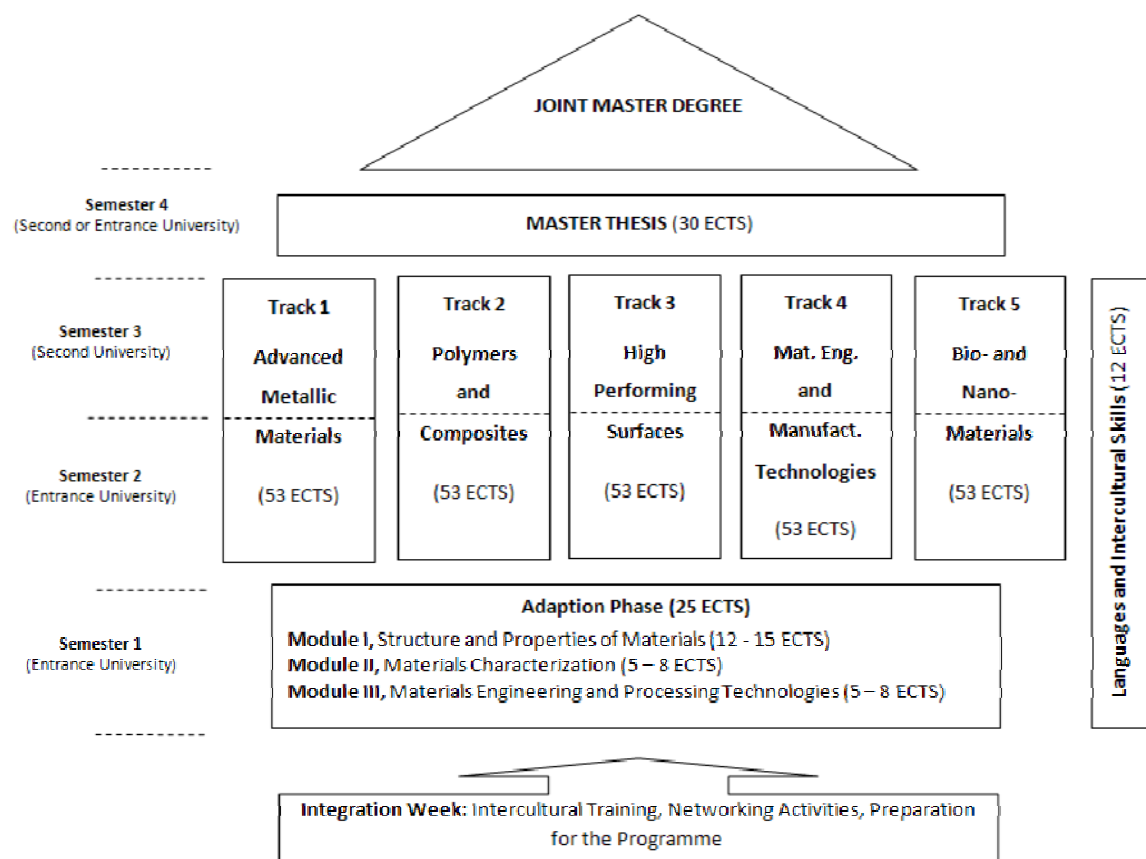 JOINT MASTER DEGREE
Semester 4
(Second or Entrance University)
MASTER THESIS (30 ECTS)
Semester 3
(Second University)
Semester 2
(Entrance University)
Track 1
Advanced
Metallic
Materials
(53 ECTS)
Track 2
Polymers
and
Composites
(53 ECTS)
Track 3
High
Performing
Surfaces
(53 ECTS)
Track 4
Mat. Eng.
and
Manufact.
Technologies
(53 ECTS)
Track 5
Bio- and
Nano-
Materials
(53 ECTS)
Languages and Intercultural Skills (12 ECTS)
Semester 1
(Entrance University)
Adaption Phase (25 ECTS)
Module I, Structure and Properties of Materials (12 - 15 ECTS)
Module II, Materials Characterization (5 – 8 ECTS)
Module III, Materials Engineering and Processing Technologies (5 – 8 ECTS)
Integration Week: Intercultural Training, Networking Activities, Preparation
for the Programme